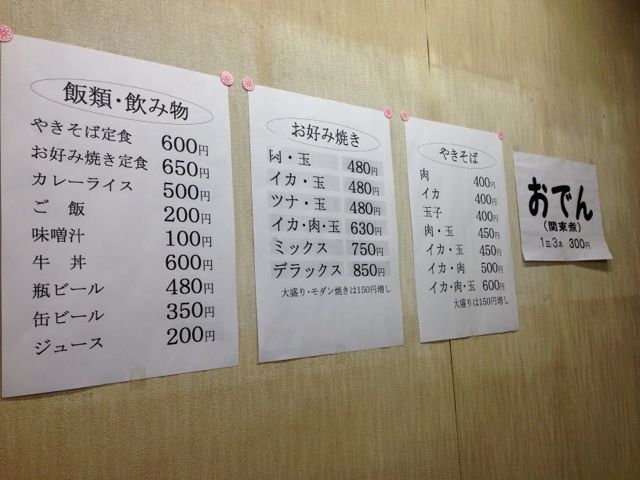 飯類・飲み物
やきそば定食 600円
お好み焼き定食 650円
カレーライス 500円
ご 飯 200円
味噌汁 100円
牛 丼 600円
瓶ビール 480円
缶ビール 350円
ジュース 200円
お好み焼き
肉・玉 480円
イカ・玉 480円
ツナ・玉 480円
イカ・肉・玉 630円
ミックス 750円
デラックス 850円
大盛り・モダン焼きは150円増し
やきそば
肉 400円
イカ 400円
玉子 400円
肉・玉 450円
イカ・玉 450円
イカ・肉 500円
イカ・肉・玉 600円
大盛りは150円増し
おでん
(関東煮)
1皿3本 300円